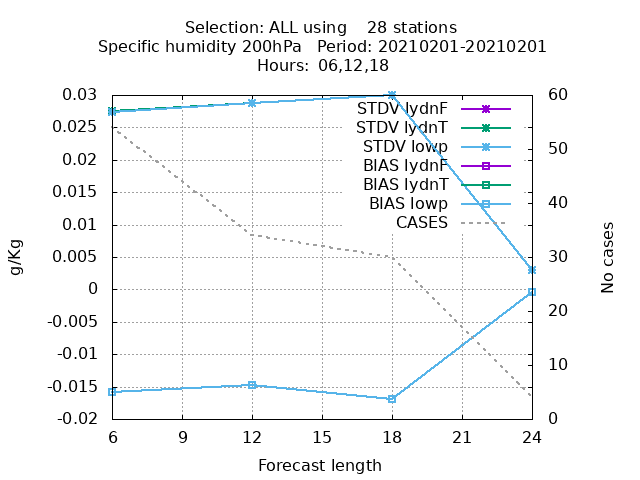 Selection: ALL using    28 stations
Specific humidity 200hPa   Period: 20210201-20210201
Hours:  06,12,18
0.03
0.025
0.02
0.015
0.01
0.005
0
-0.005
-0.01
-0.015
-0.02
g/Kg
STDV lydnF
STDV lydnT
STDV lowp
BIAS lydnF
BIAS lydnT
BIAS lowp
CASES
60
50
40
30
20
10
0
No cases
6 9 12 15 18 21 24
Forecast length